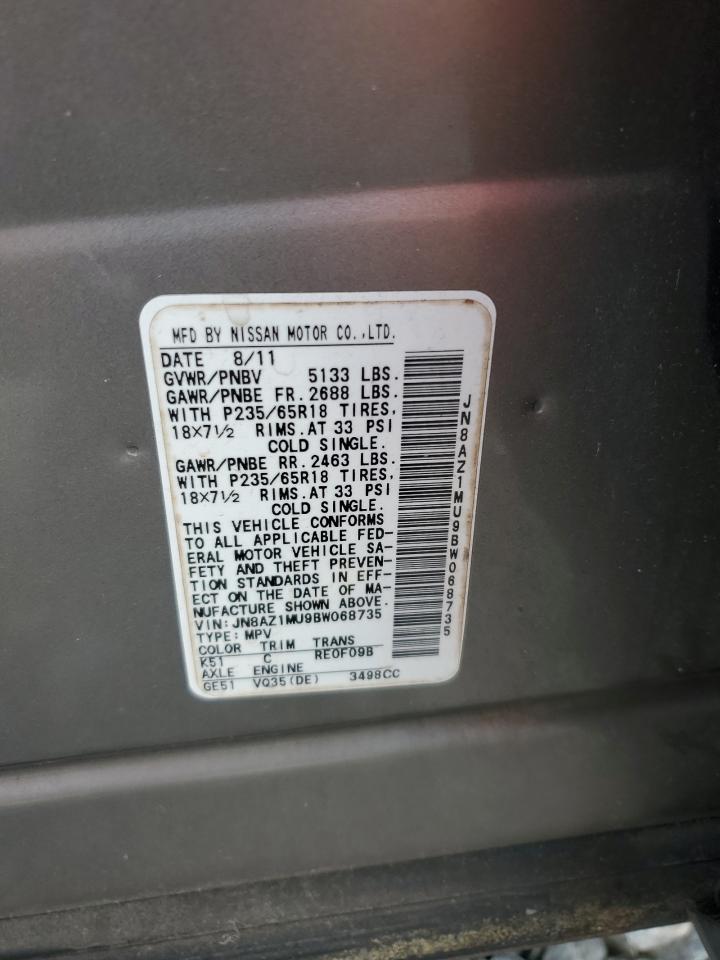 MFD BY NISSAN MOTOR CO.,LTD.
DATE 8/11
GVWR/PNBV 5133 LBS.
GAWR/PNBE FR. 2688 LBS.
WITH P235/65R18 TIRES,
18×7½ RIMS.AT 33 PSI
COLD SINGLE.
GAWR/PNBE RR. 2463 LBS.
WITH P235/65R18 TIRES,
18×7½ RIMS.AT 33 PSI
COLD SINGLE.
THIS VEHICLE CONFORMS
TO ALL APPLICABLE FED-
ERAL MOTOR VEHICLE SA-
FETY AND THEFT PREVEN-
TION STANDARDS IN EFF-
ECT ON THE DATE OF MA-
NUFACTURE SHOWN ABOVE.
VIN:JN8AZ1MU9BW068735
TYPE:MPV
COLOR TRIM TRANS
K51 C RE0F09B
AXLE ENGINE
GE51 VQ35(DE) 3498CC
JN8AZ1MU9BW068735